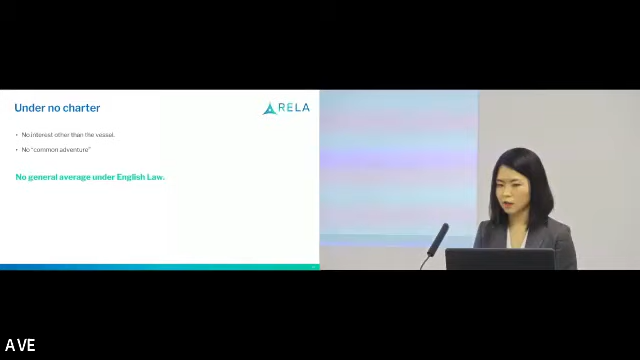 Under no charter
ARELA
No interest other than the vessel.
No "common adventure"
No general average under English Law.
AVE